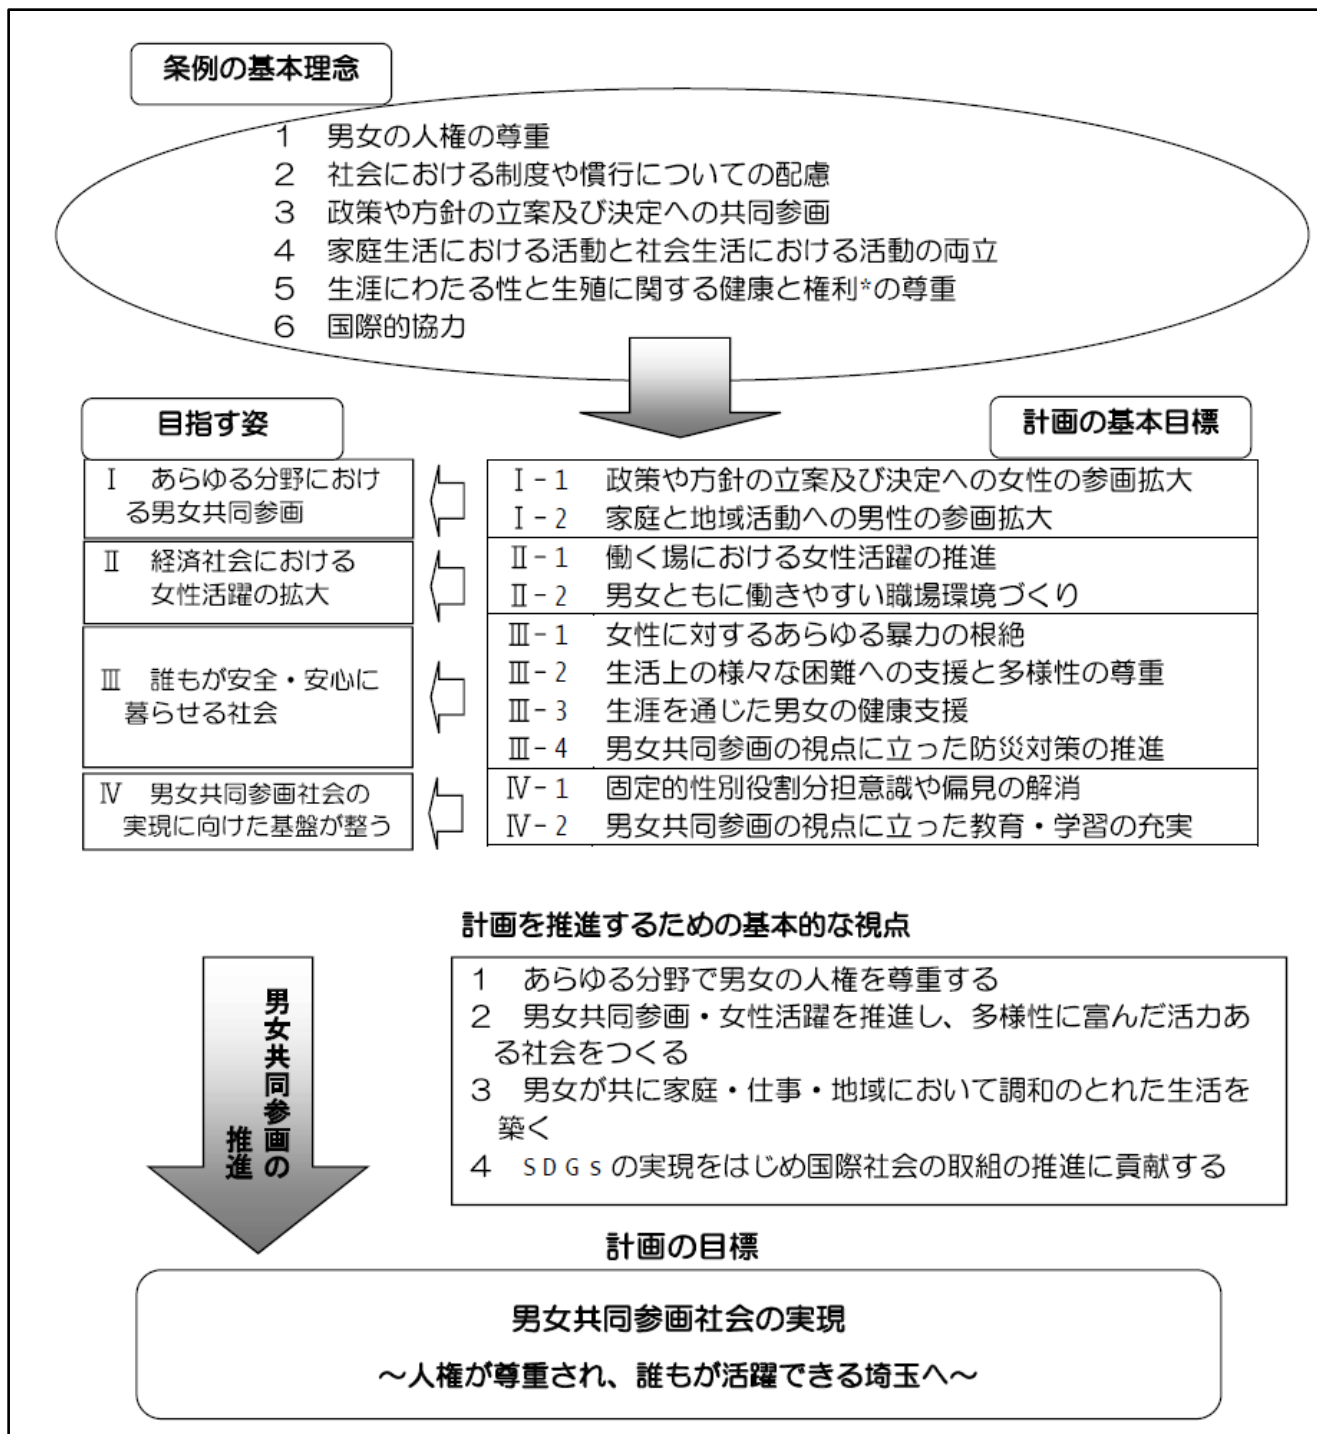 条例の基本理念
1 男女の人権の尊重
2 社会における制度や慣行についての配慮
3 政策や方針の立案及び決定への共同参画
4 家庭生活における活動と社会生活における活動の両立
5 生涯にわたる性と生殖に関する健康と権利*の尊重
6 国際的協力
目指す姿
計画の基本目標
Ⅰ あらゆる分野におけ
る男女共同参画
Ⅰ-1 政策や方針の立案及び決定への女性の参画拡大
Ⅰ-2 家庭と地域活動への男性の参画拡大
Ⅱ 経済社会における
女性活躍の拡大
Ⅱ-1 働く場における女性活躍の推進
Ⅱ-2 男女ともに働きやすい職場環境づくり
Ⅲ 誰もが安全・安心に
暮らせる社会
Ⅲ-1 女性に対するあらゆる暴力の根絶
Ⅲ-2 生活上の様々な困難への支援と多様性の尊重
Ⅲ-3 生涯を通じた男女の健康支援
Ⅲ-4 男女共同参画の視点に立った防災対策の推進
Ⅳ 男女共同参画社会の
実現に向けた基盤が整う
Ⅳ-1 固定的性別役割分担意識や偏見の解消
Ⅳ-2 男女共同参画の視点に立った教育・学習の充実
計画を推進するための基本的な視点
1 あらゆる分野で男女の人権を尊重する
2 男女共同参画・女性活躍を推進し、多様性に富んだ活力あ
る社会をつくる
3 男女が共に家庭・仕事・地域において調和のとれた生活を
築く
4 SDGsの実現をはじめ国際社会の取組の推進に貢献する
男女共同参画の
推進
計画の目標
男女共同参画社会の実現
～人権が尊重され、誰もが活躍できる埼玉へ～